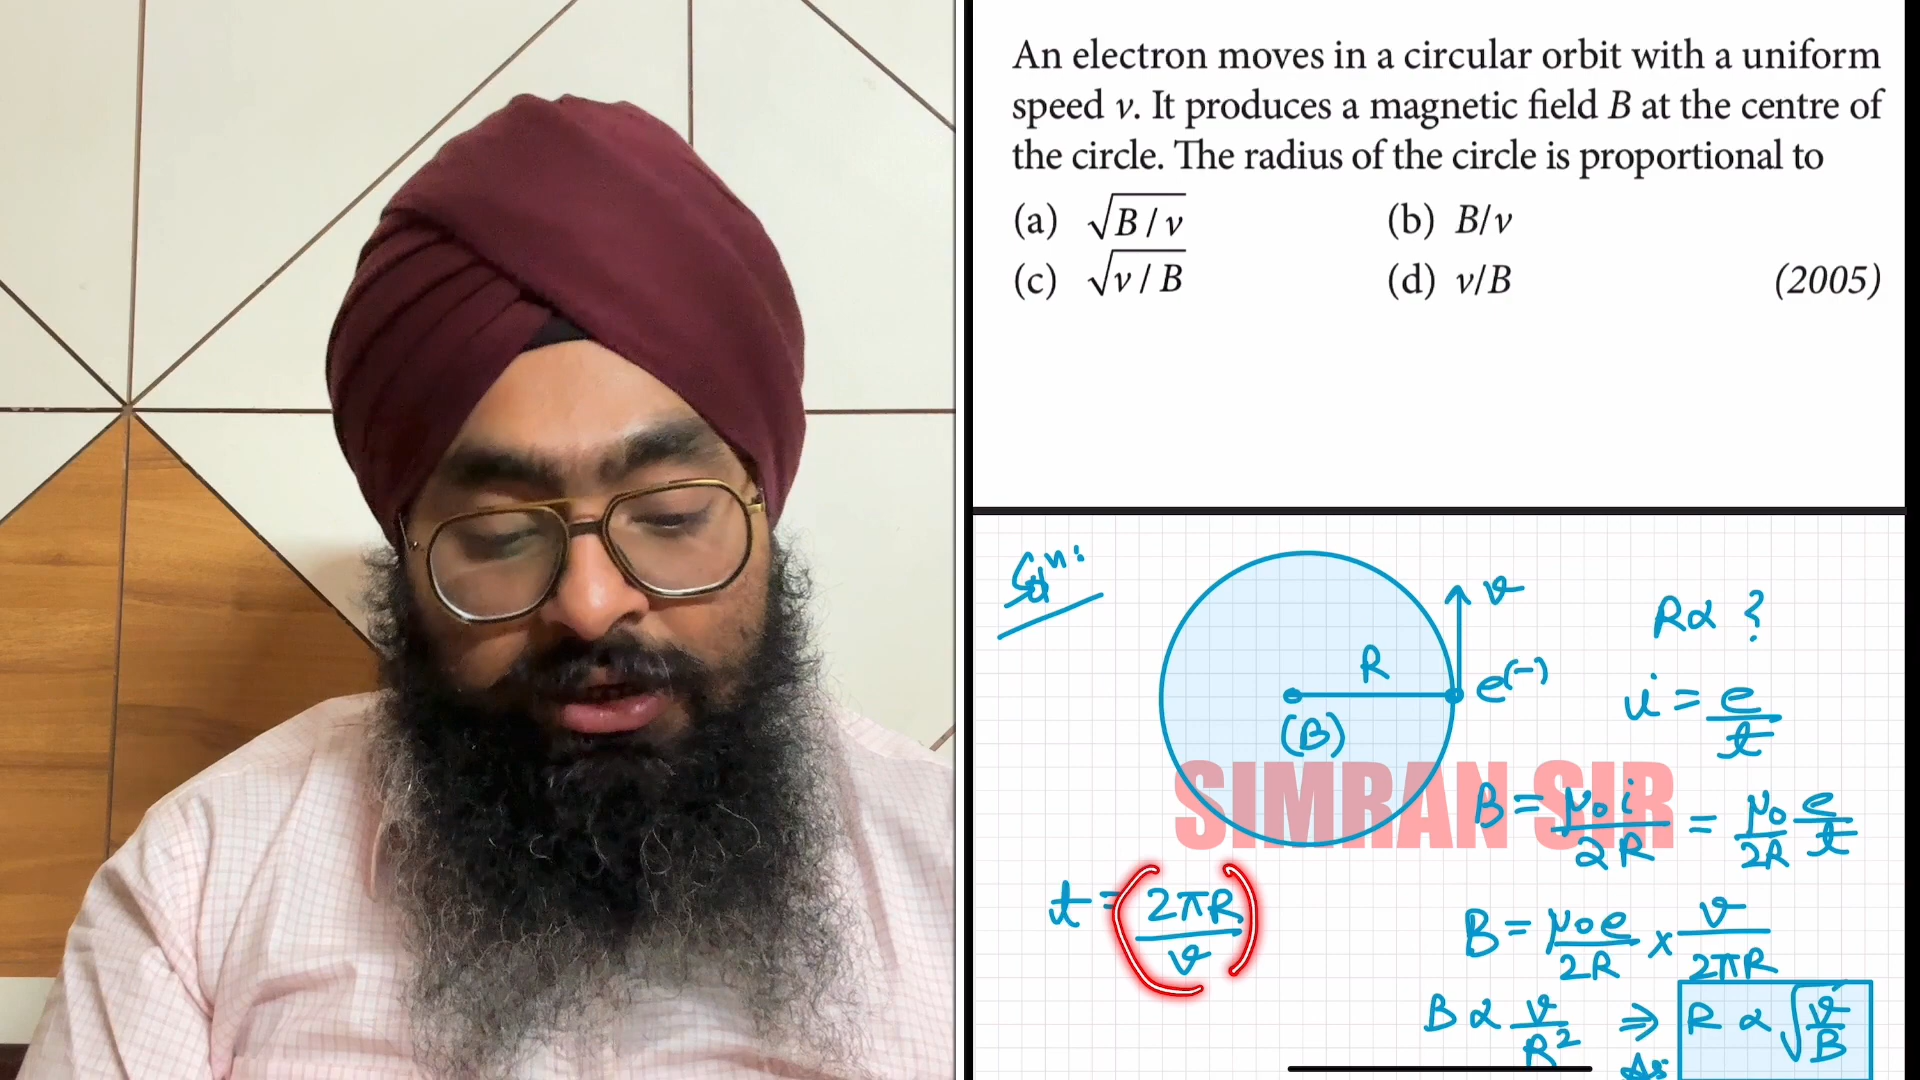 An electron moves in a circular orbit with a uniform
speed v. It produces a magnetic field B at the centre of
the circle. The radius of the circle is proportional to
(a) √B / v (b) B/v
(c) √v / B (d) v/B (2005)
Solⁿ:
v
R α ?
R
e(-)
i = e/t
(B)
SIMRAN SIR
B = μ₀ i / 2R = μ₀/2R e/t
t = (2πR/v)
B = μ₀e/2R × v/2πR
B α v/R² ⇒ R α √v/B